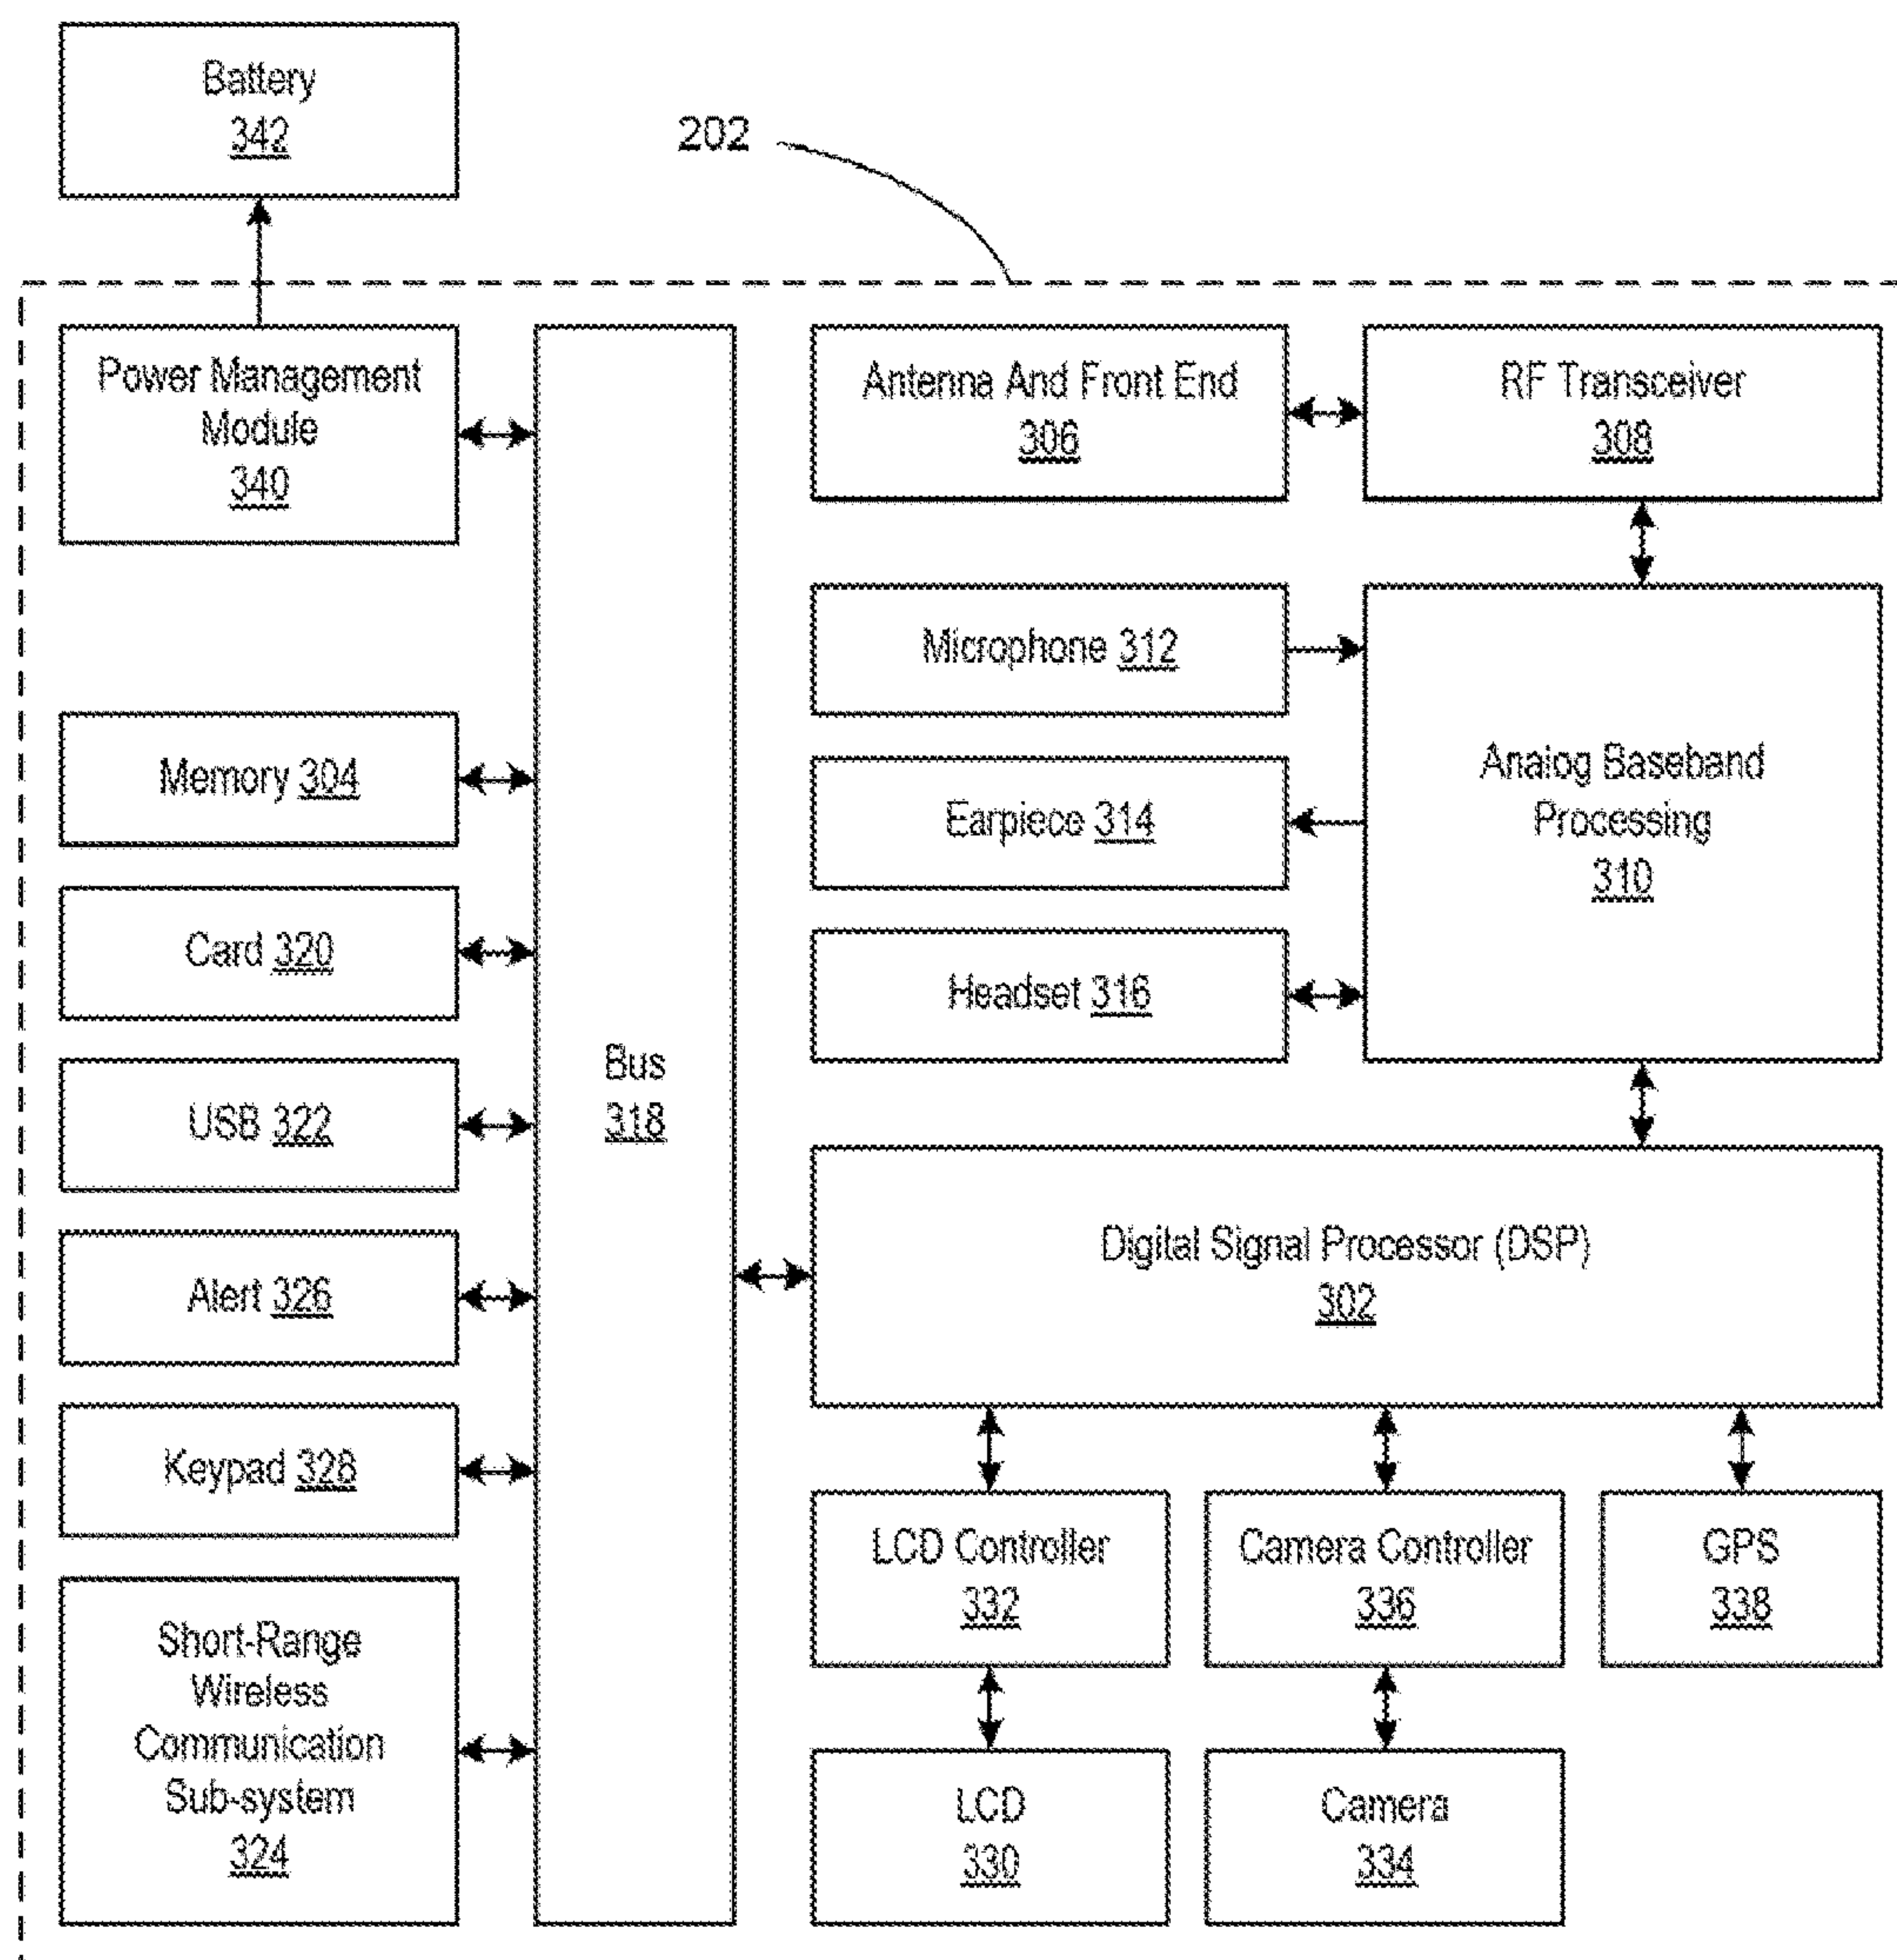 Battery
342
202
Power Management
Module
340
Antenna And Front End
306
RF Transceiver
308
Microphone 312
Memory 304
Earpiece 314
Analog Baseband
Processing
310
Card 320
Headset 316
Bus
318
USB 322
Alert 326
Digital Signal Processor (DSP)
302
Keypad 328
LCD Controller
332
Camera Controller
336
GPS
338
Short-Range
Wireless
Communication
Sub-system
324
LCD
330
Camera
334